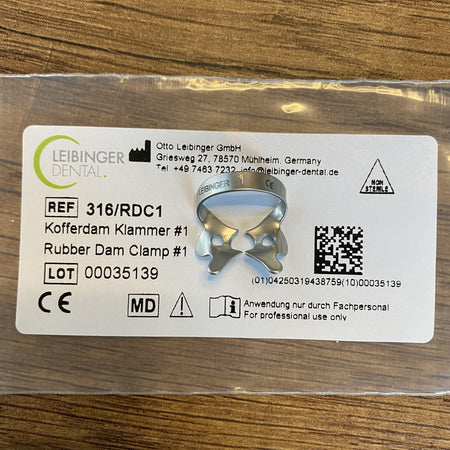 LEIBINGER
DENTAL.
Otto Leibinger GmbH
Griesweg 27, 78570 Mühlheim, Germany
Tel +49 7463 7232, info@leibinger-dental.de
NON
STERILE
REF 316/RDC1
Kofferdam Klammer #1
Rubber Dam Clamp #1
LOT 00035139
LEIBINGER 1 CE
(01)04250319438759(10)00035139
CE MD
Anwendung nur durch Fachpersonal
For professional use only